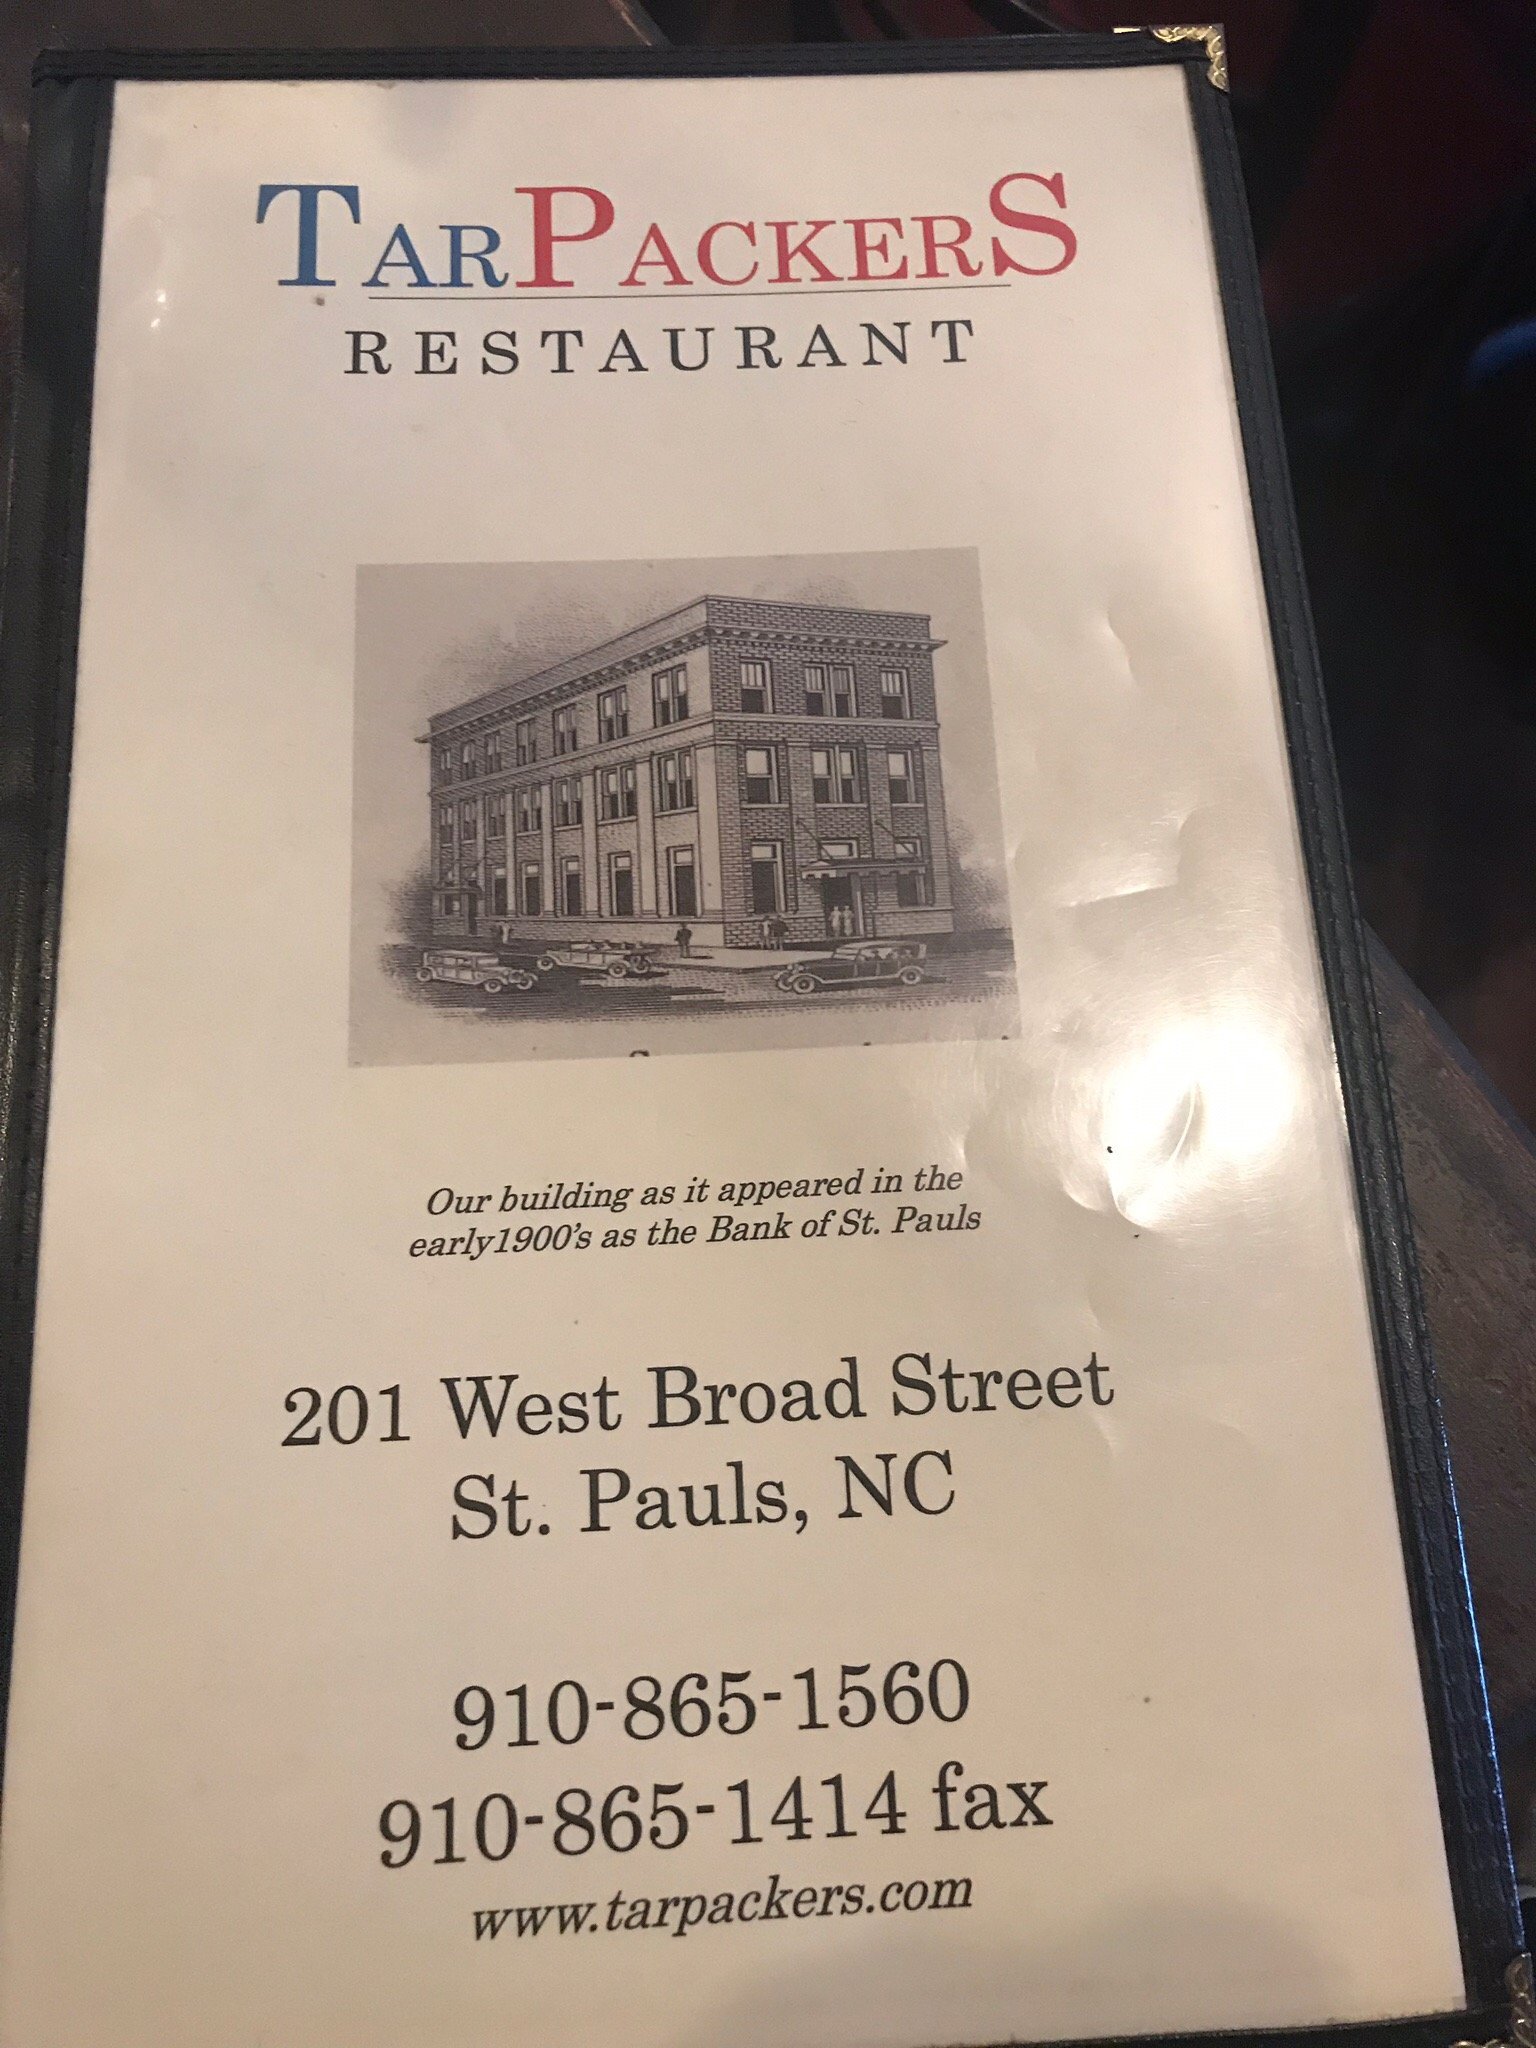 TARPACKERS
RESTAURANT
Our building as it appeared in the
early1900's as the Bank of St. Pauls
201 West Broad Street
St. Pauls, NC
910-865-1560
910-865-1414 fax
www.tarpackers.com